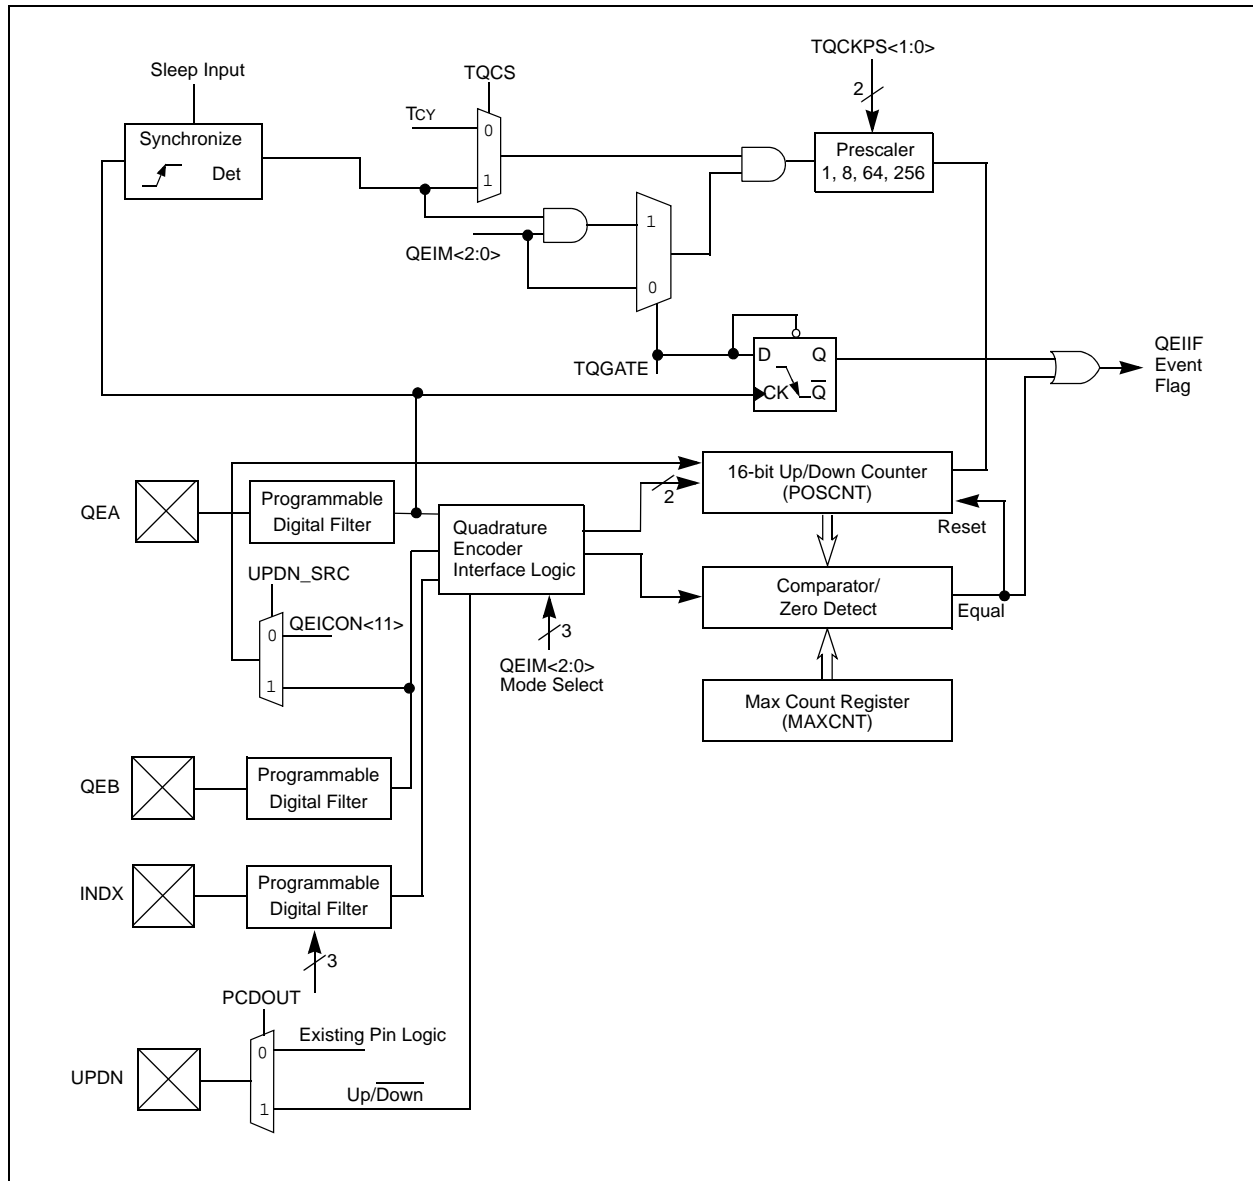 TQCKPS<1:0>
Sleep Input
TQCS
2
TCY
0
Synchronize
Det
1
Prescaler
1, 8, 64, 256
1
QEIM<2:0>
0
TQGATE
D Q
CK Q
QEIIF
Event
Flag
16-bit Up/Down Counter
(POSCNT)
2
Reset
QEA
Programmable
Digital Filter
Quadrature
Encoder
Interface Logic
UPDN_SRC
0
QEICON<11>
1
Comparator/
Zero Detect
Equal
3
QEIM<2:0>
Mode Select
Max Count Register
(MAXCNT)
QEB
Programmable
Digital Filter
INDX
Programmable
Digital Filter
3
PCDOUT
0
Existing Pin Logic
UPDN
Up/Down
1